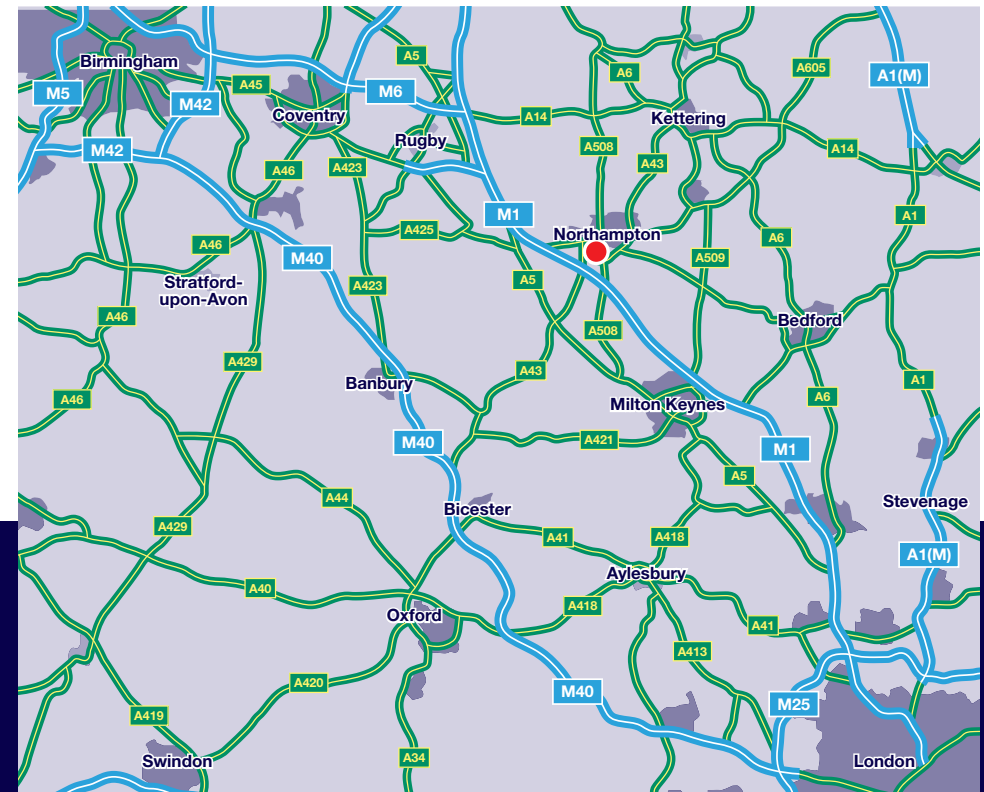 A5
Birmingham
A6
A605
A1(M)
A45
M5
M6
M42
Coventry
A14
Kettering
Rugby
A508
M42
A14
A43
A46
A423
M1
A1
A425
Northampton
A6
A46
M40
A509
A5
Stratford-
upon-Avon
A423
A46
Bedford
A508
A429
A43
Banbury
A1
A46
A6
Milton Keynes
M40
A421
M1
A5
A44
Stevenage
Bicester
A429
A41
A418
A1(M)
Aylesbury
A40
A418
Oxford
A41
A413
A420
M40
M25
A419
A34
Swindon
London